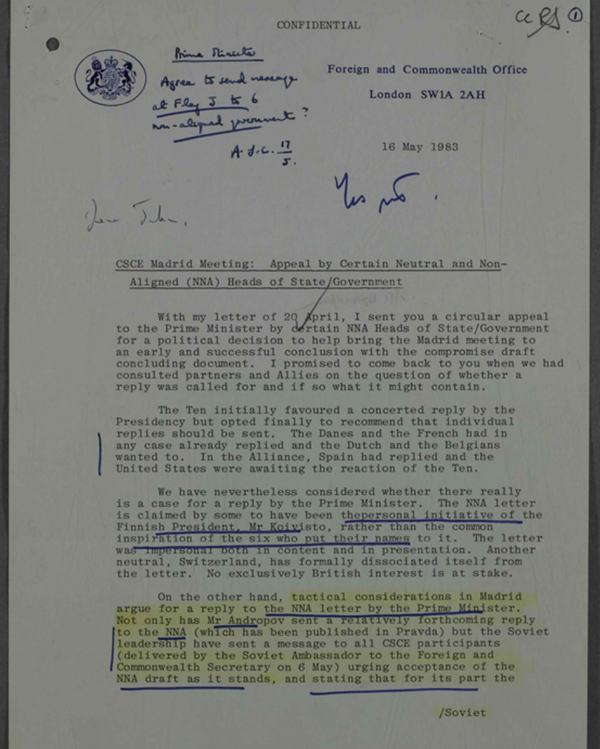 CONFIDENTIAL
Prime Minister
Agree to send message
at Flag J to 6
non-aligned governments?
A.J.C. 17/5.
Foreign and Commonwealth Office
London SW1A 2AH
16 May 1983
Yes
Dear John,
CSCE Madrid Meeting: Appeal by Certain Neutral and Non-
Aligned (NNA) Heads of State/Government
With my letter of 20 April, I sent you a circular appeal
to the Prime Minister by certain NNA Heads of State/Government
for a political decision to help bring the Madrid meeting to
an early and successful conclusion with the compromise draft
concluding document. I promised to come back to you when we had
consulted partners and Allies on the question of whether a
reply was called for and if so what it might contain.
The Ten initially favoured a concerted reply by the
Presidency but opted finally to recommend that individual
replies should be sent. The Danes and the French had in
any case already replied and the Dutch and the Belgians
wanted to. In the Alliance, Spain had replied and the
United States were awaiting the reaction of the Ten.
We have nevertheless considered whether there really
is a case for a reply by the Prime Minister. The NNA letter
is claimed by some to have been thepersonal initiative of the
Finnish President, Mr Koivisto, rather than the common
inspiration of the six who put their names to it. The letter
was impersonal both in content and in presentation. Another
neutral, Switzerland, has formally dissociated itself from
the letter. No exclusively British interest is at stake.
On the other hand, tactical considerations in Madrid
argue for a reply to the NNA letter by the Prime Minister.
Not only has Mr Andropov sent a relatively forthcoming reply
to the NNA (which has been published in Pravda) but the Soviet
leadership have sent a message to all CSCE participants
(delivered by the Soviet Ambassador to the Foreign and
Commonwealth Secretary on 6 May) urging acceptance of the
NNA draft as it stands, and stating that for its part the
/Soviet